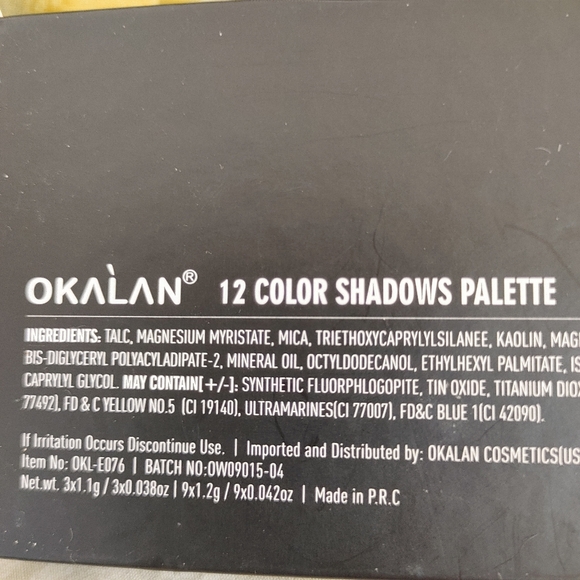 OKALAN® 12 COLOR SHADOWS PALETTE
INGREDIENTS: TALC, MAGNESIUM MYRISTATE, MICA, TRIETHOXYCAPRYLYLSILANEE, KAOLIN,
BIS-DIGLYCERYL POLYACYLADIPATE-2, MINERAL OIL, OCTYLDODECANOL, ETHYLHEXYL PALMITATE,
CAPRYLYL GLYCOL. MAY CONTAIN[+/-]: SYNTHETIC FLUORPHLOGOPITE, TIN OXIDE, TITANIUM
77492), FD & C YELLOW NO.5 (CI 19140), ULTRAMARINES(CI 77007), FD&C BLUE 1(CI 42090).
If Irritation Occurs Discontinue Use. | Imported and Distributed by: OKALAN COSMETICS(US
Item No: OKL-E076 | BATCH NO:OW09015-04
Net.wt. 3x1.1g / 3x0.038oz | 9x1.2g / 9x0.042oz | Made in P.R.C